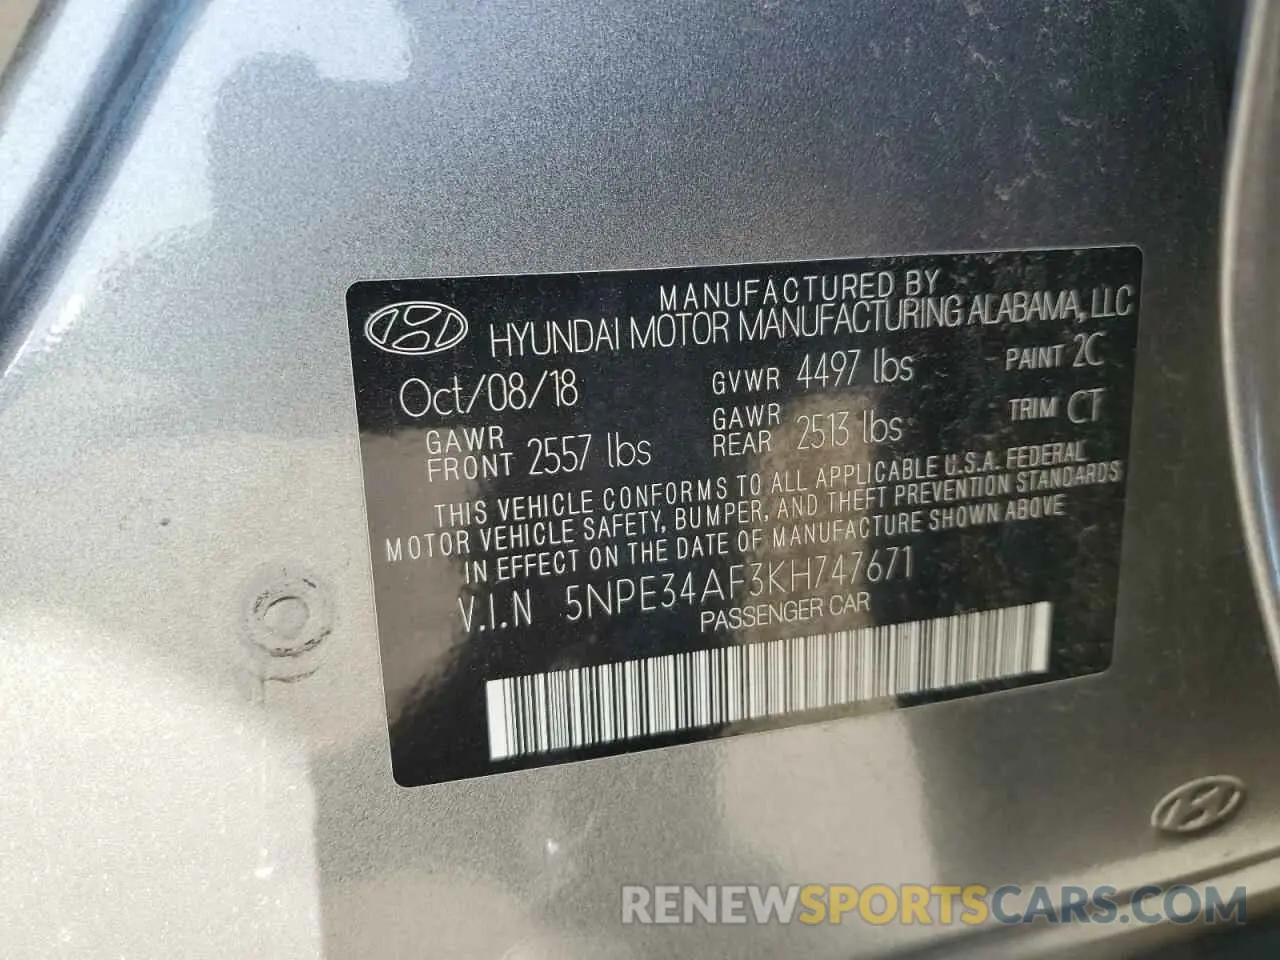 MANUFACTURED BY
HYUNDAI MOTOR MANUFACTURING ALABAMA, LLC
Oct/08/18 GVWR 4497 lbs PAINT 2C
GAWR FRONT 2557 lbs GAWR REAR 2513 lbs TRIM CT
THIS VEHICLE CONFORMS TO ALL APPLICABLE U.S.A. FEDERAL
MOTOR VEHICLE SAFETY, BUMPER, AND THEFT PREVENTION STANDARDS
IN EFFECT ON THE DATE OF MANUFACTURE SHOWN ABOVE
V.I.N 5NPE34AF3KH747671
PASSENGER CAR
RENEWSPORTSCARS.COM